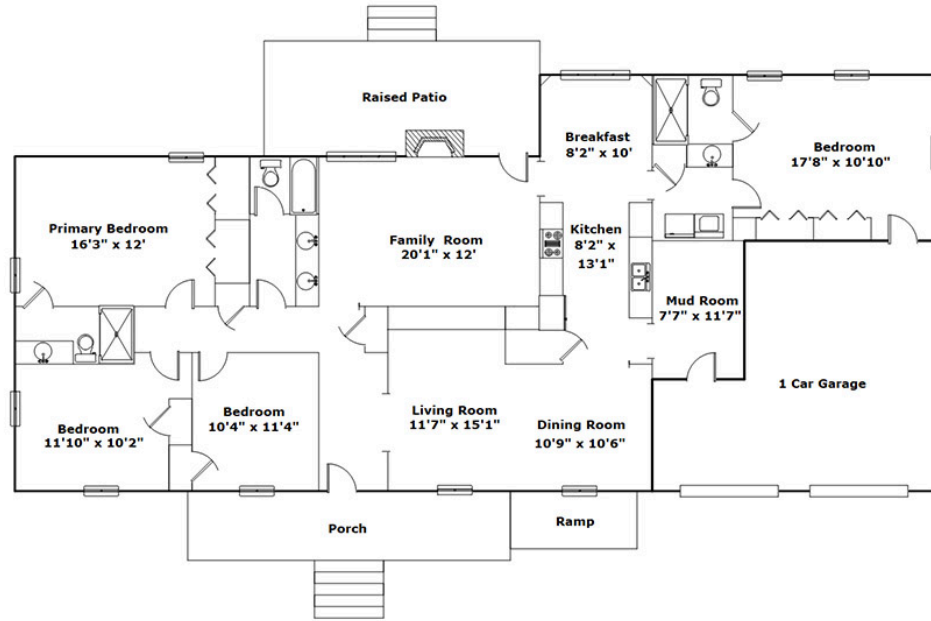 Raised Patio
Breakfast
8'2" x 10'
Bedroom
17'8" x 10'10"
Primary Bedroom
16'3" x 12'
Family Room
20'1" x 12'
Kitchen
8'2" x
13'1"
Mud Room
7'7" x 11'7"
1 Car Garage
Bedroom
11'10" x 10'2"
Bedroom
10'4" x 11'4"
Living Room
11'7" x 15'1"
Dining Room
10'9" x 10'6"
Porch
Ramp